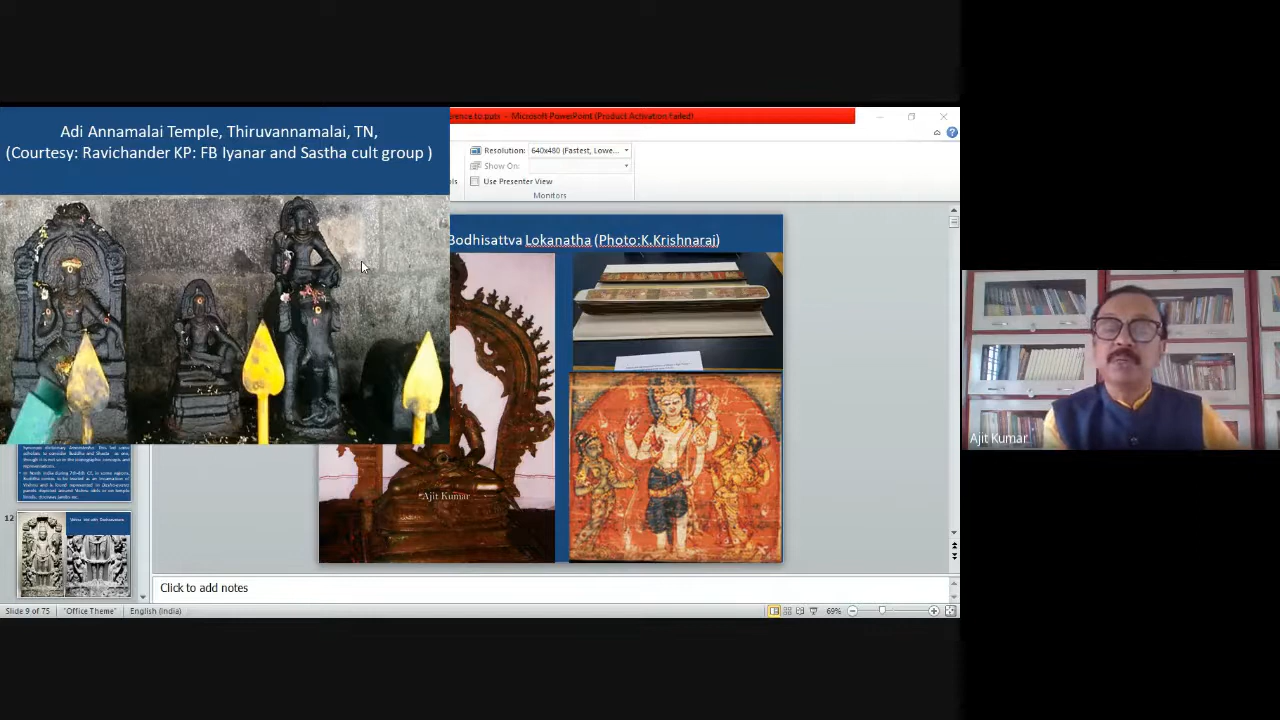 Adi Annamalai Temple, Thiruvannamalai, TN,
(Courtesy: Ravichander KP: FB Iyanar and Sastha cult group )
Microsoft PowerPoint (Product Activation Failed)
Resolution: 640x480 (Fastest, Lowe...
Show On:
Use Presenter View
Monitors
Bodhisattva Lokanatha (Photo:K.Krishnaraj)
Ajit Kumar
Ajit Kumar
12
Click to add notes
Slide 9 of 75
"Office Theme"
English (India)
69%